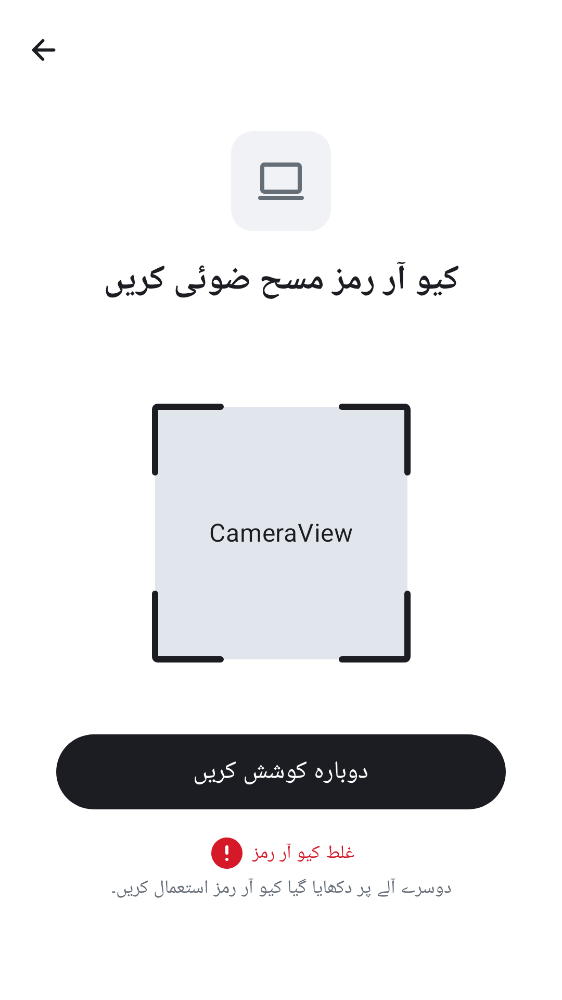 کیو آر رمز مسح ضوئی کریں
CameraView
دوبارہ کوشش کریں
غلط کیو آر رمز
دوسرے آلے پر دکھایا گیا کیو آر رمز استعمال کریں۔